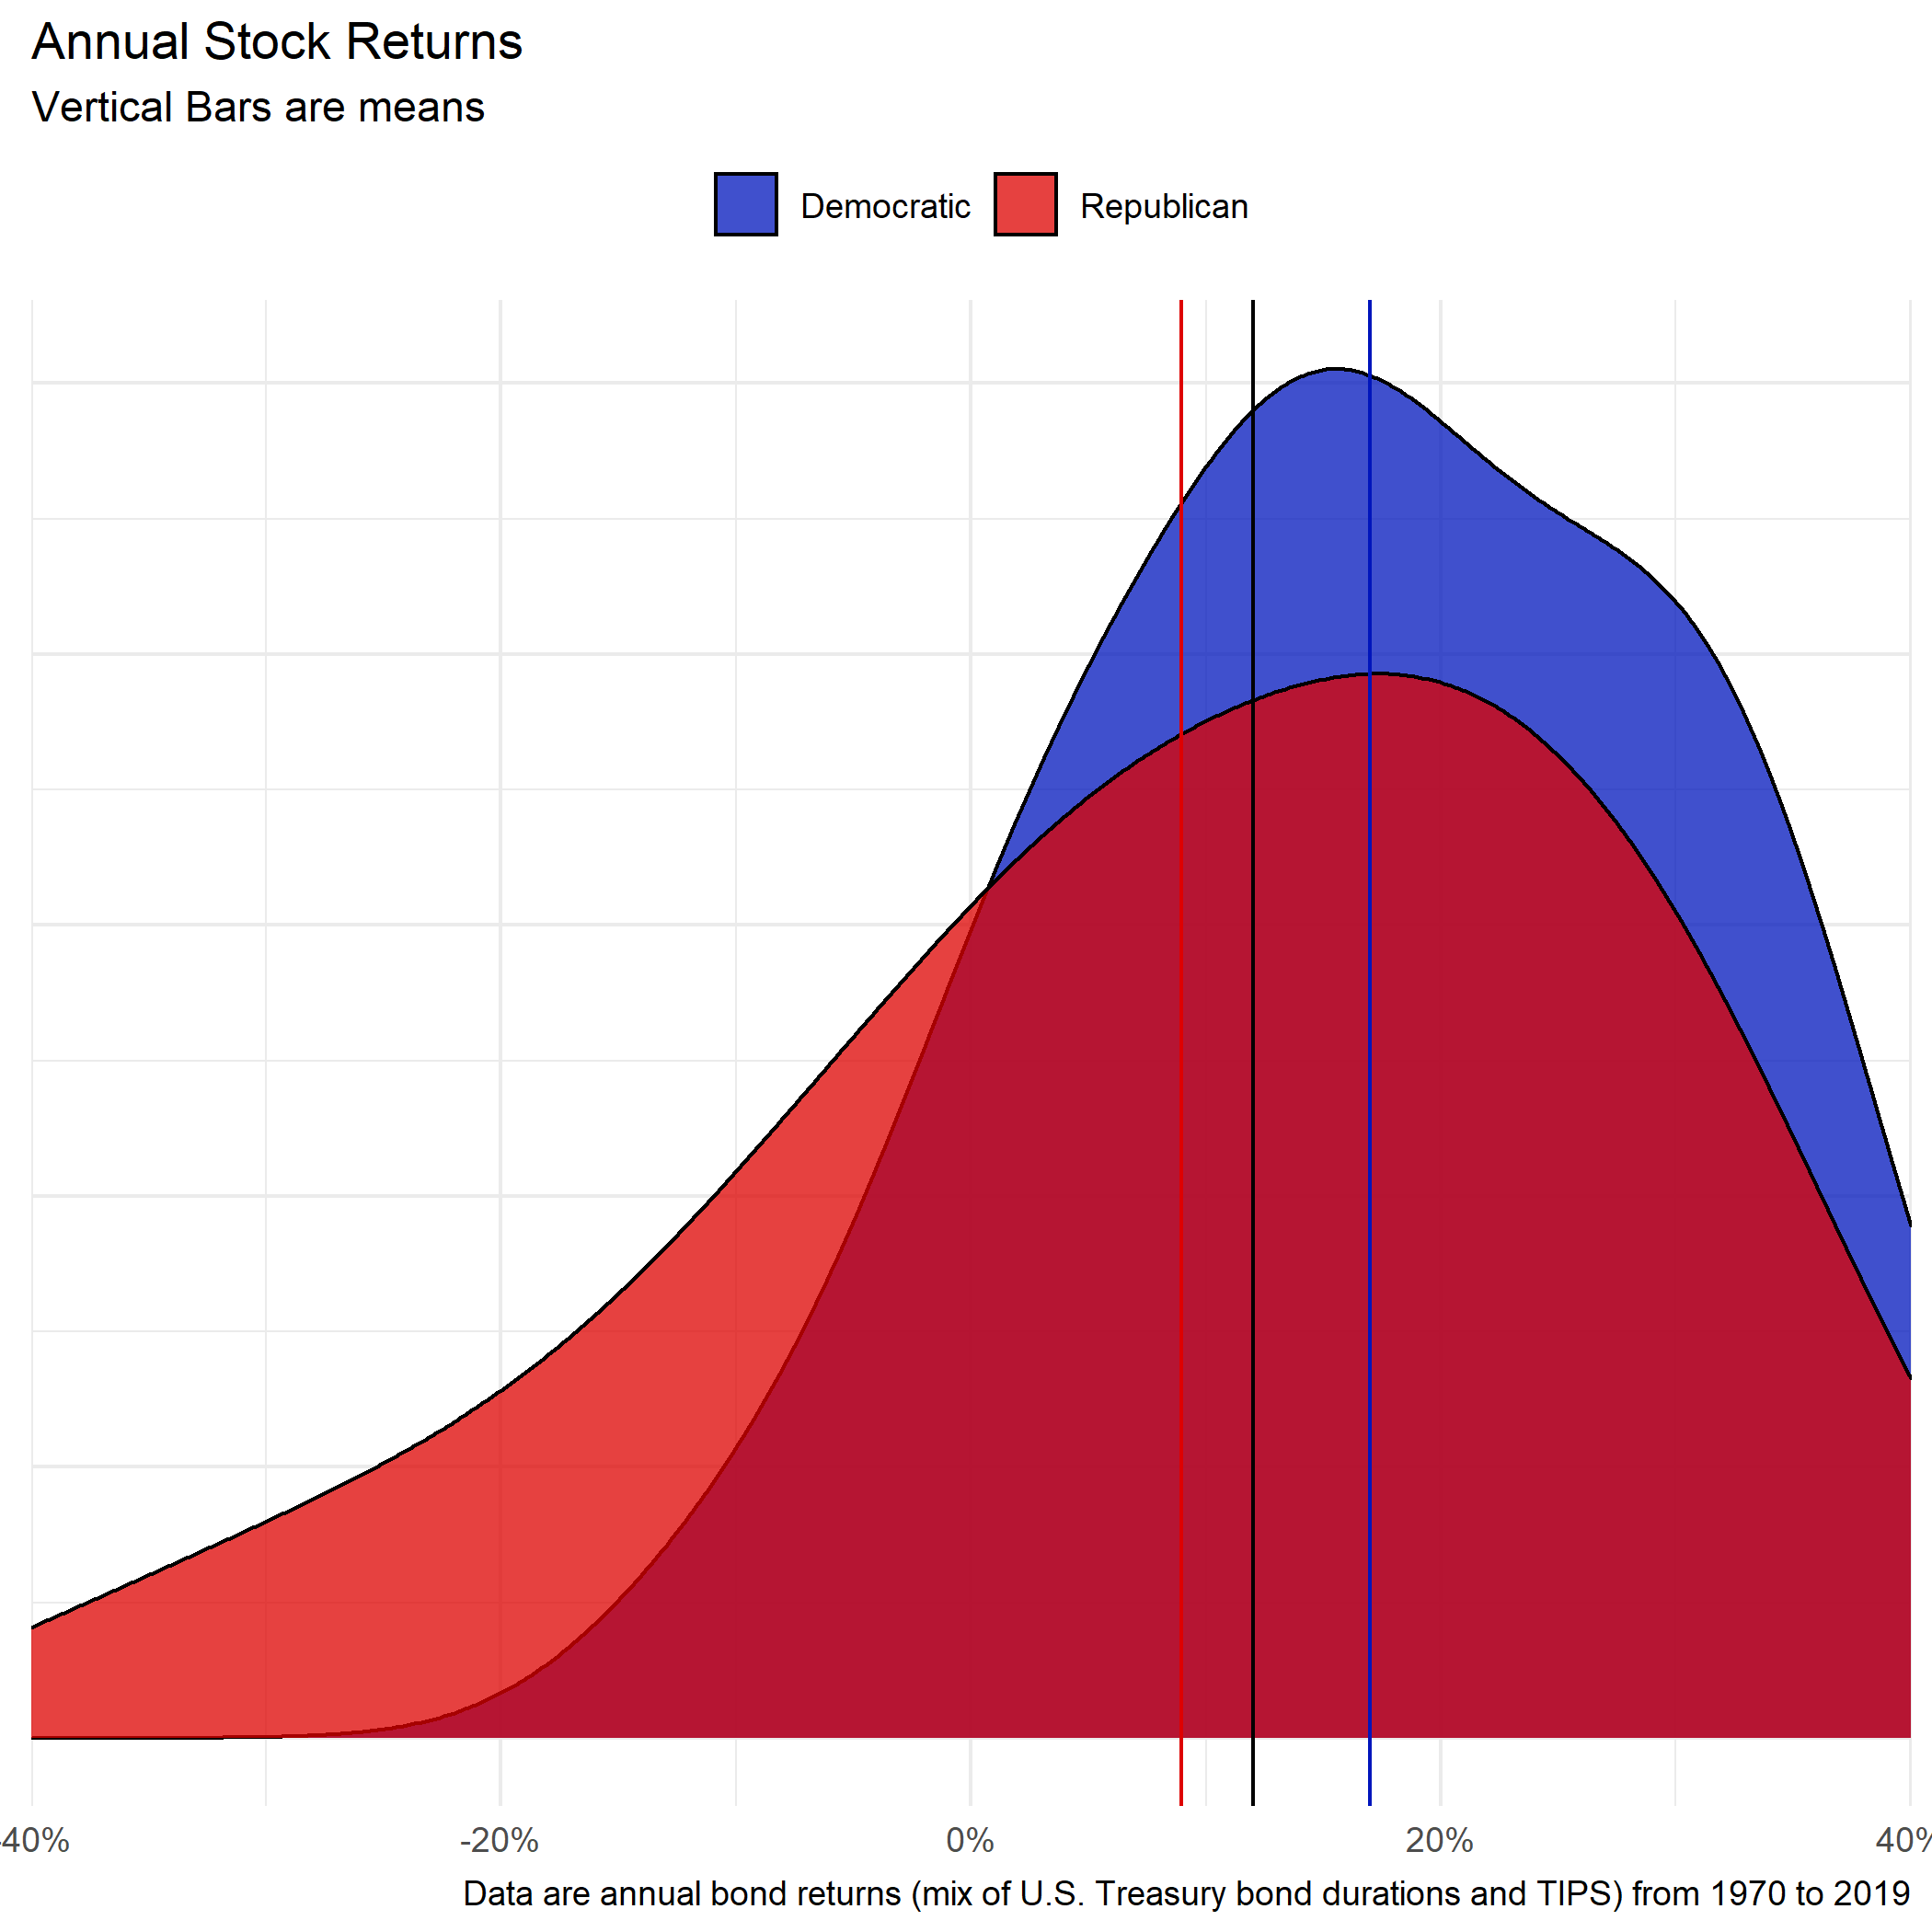 Annual Stock Returns
Vertical Bars are means
Democratic Republican
-40% -20% 0% 20% 40%
Data are annual bond returns (mix of U.S. Treasury bond durations and TIPS) from 1970 to 2019